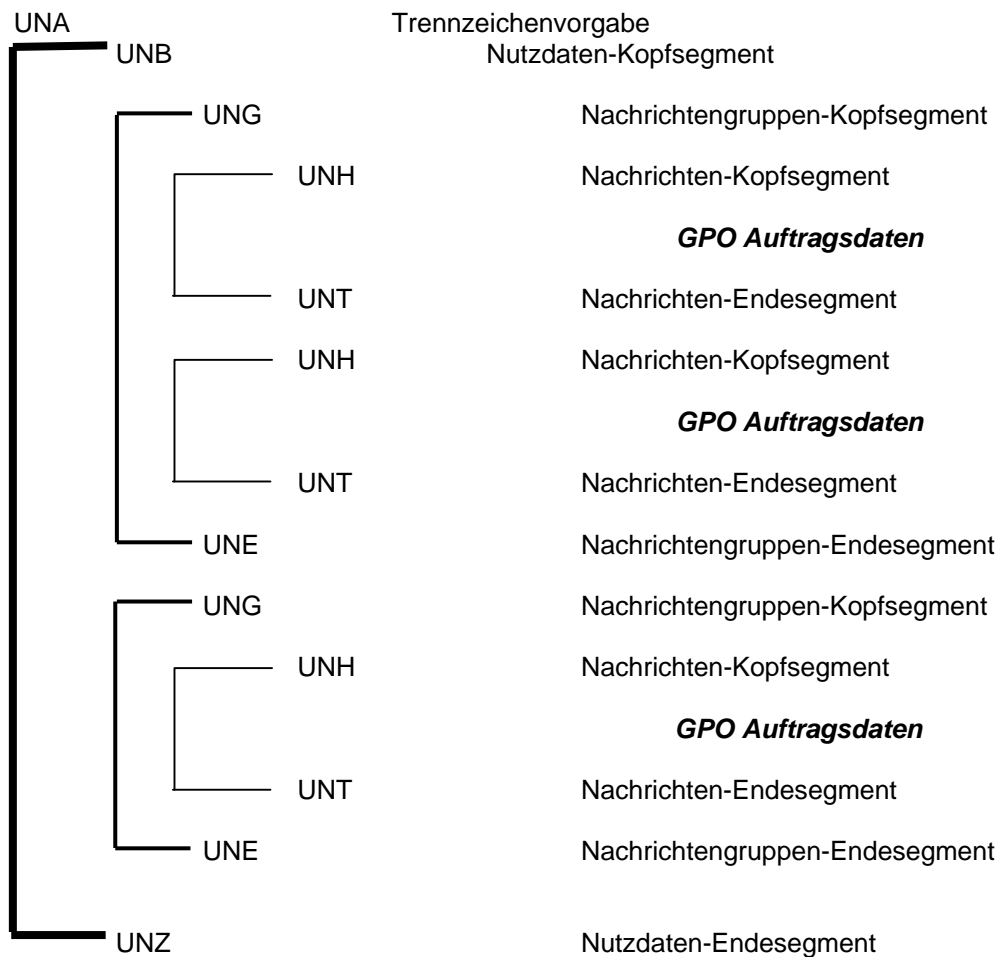 UNA Trennzeichenvorgabe
UNB Nutzdaten-Kopfsegment
UNG Nachrichtengruppen-Kopfsegment
UNH Nachrichten-Kopfsegment
GPO Auftragsdaten
UNT Nachrichten-Endesegment
UNH Nachrichten-Kopfsegment
GPO Auftragsdaten
UNT Nachrichten-Endesegment
UNE Nachrichtengruppen-Endesegment
UNG Nachrichtengruppen-Kopfsegment
UNH Nachrichten-Kopfsegment
GPO Auftragsdaten
UNT Nachrichten-Endesegment
UNE Nachrichtengruppen-Endesegment
UNZ Nutzdaten-Endesegment